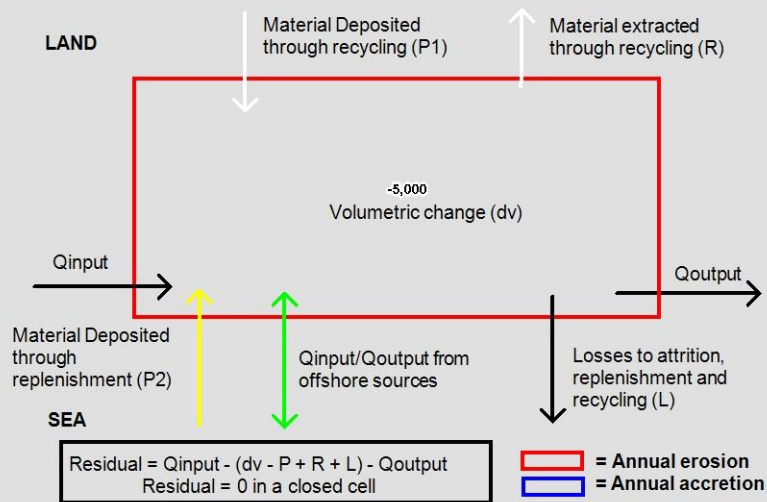 LAND
Material Deposited
through recycling (P1)
Material extracted
through recycling (R)
-5,000
Volumetric change (dv)
Qinput
Qoutput
Material Deposited
through
replenishment (P2)
Qinput/Qoutput from
offshore sources
Losses to attrition,
replenishment and
recycling (L)
SEA
Residual = Qinput - (dv - P + R + L) - Qoutput
Residual = 0 in a closed cell
= Annual erosion
= Annual accretion